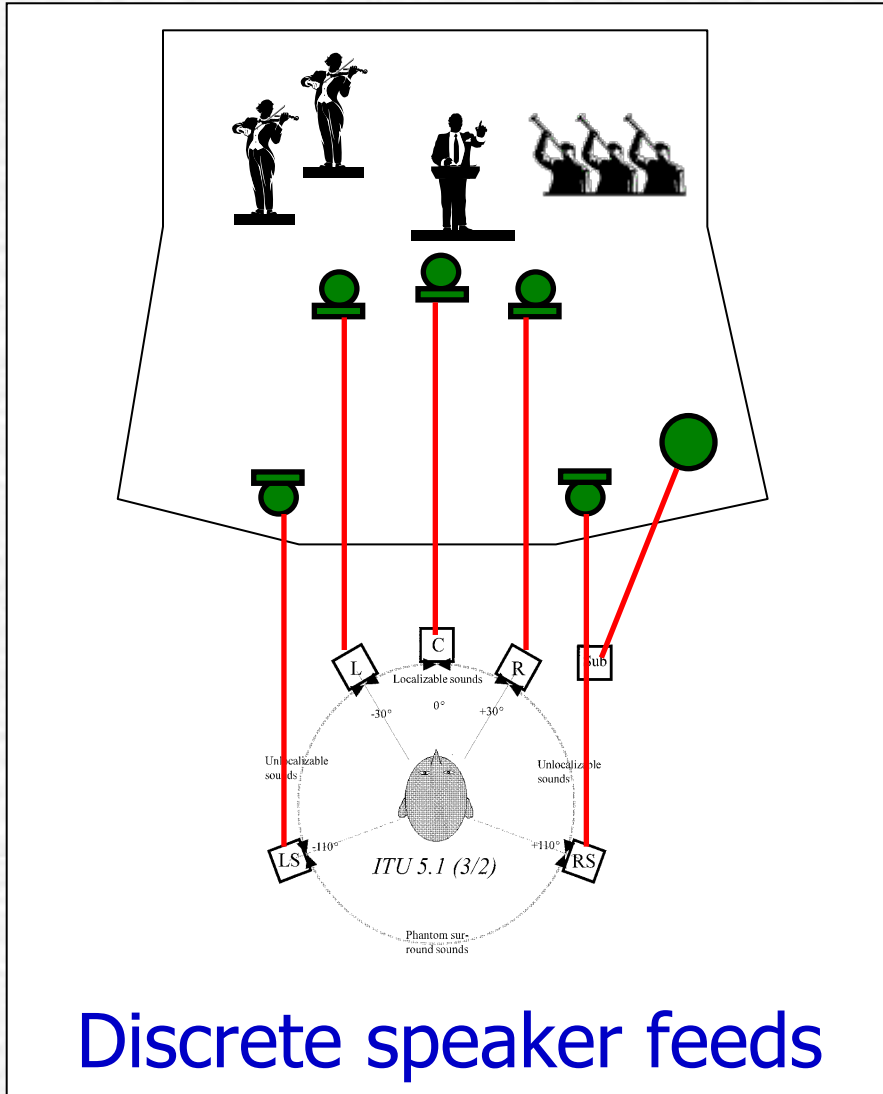 C
L
R
Sub
Localizable sounds
-30°
0°
+30°
Unlocalizable
sounds
Unlocalizable
sounds
-110°
+110°
LS
RS
ITU 5.1 (3/2)
Phantom sur-
round sounds
Discrete speaker feeds